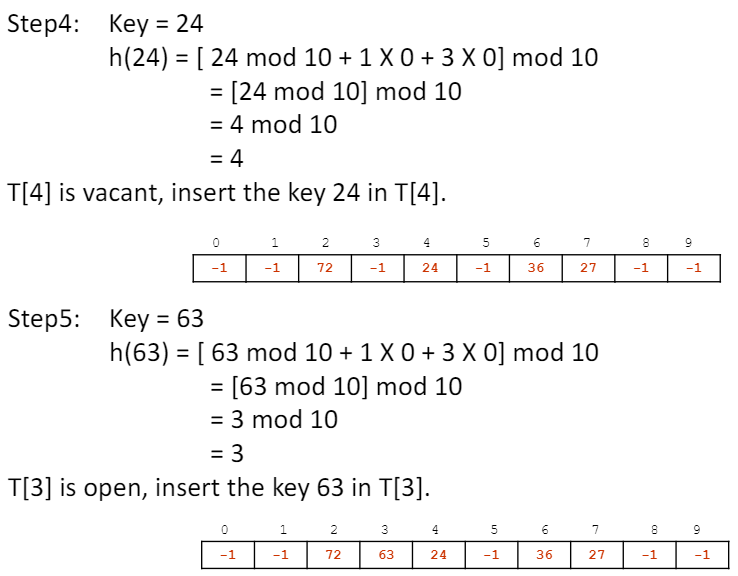 Step4: Key = 24
h(24) = [ 24 mod 10 + 1 X 0 + 3 X 0] mod 10
= [24 mod 10] mod 10
= 4 mod 10
= 4
T[4] is vacant, insert the key 24 in T[4].
0 1 2 3 4 5 6 7 8 9
-1 -1 72 -1 24 -1 36 27 -1 -1
Step5: Key = 63
h(63) = [ 63 mod 10 + 1 X 0 + 3 X 0] mod 10
= [63 mod 10] mod 10
= 3 mod 10
= 3
T[3] is open, insert the key 63 in T[3].
0 1 2 3 4 5 6 7 8 9
-1 -1 72 63 24 -1 36 27 -1 -1